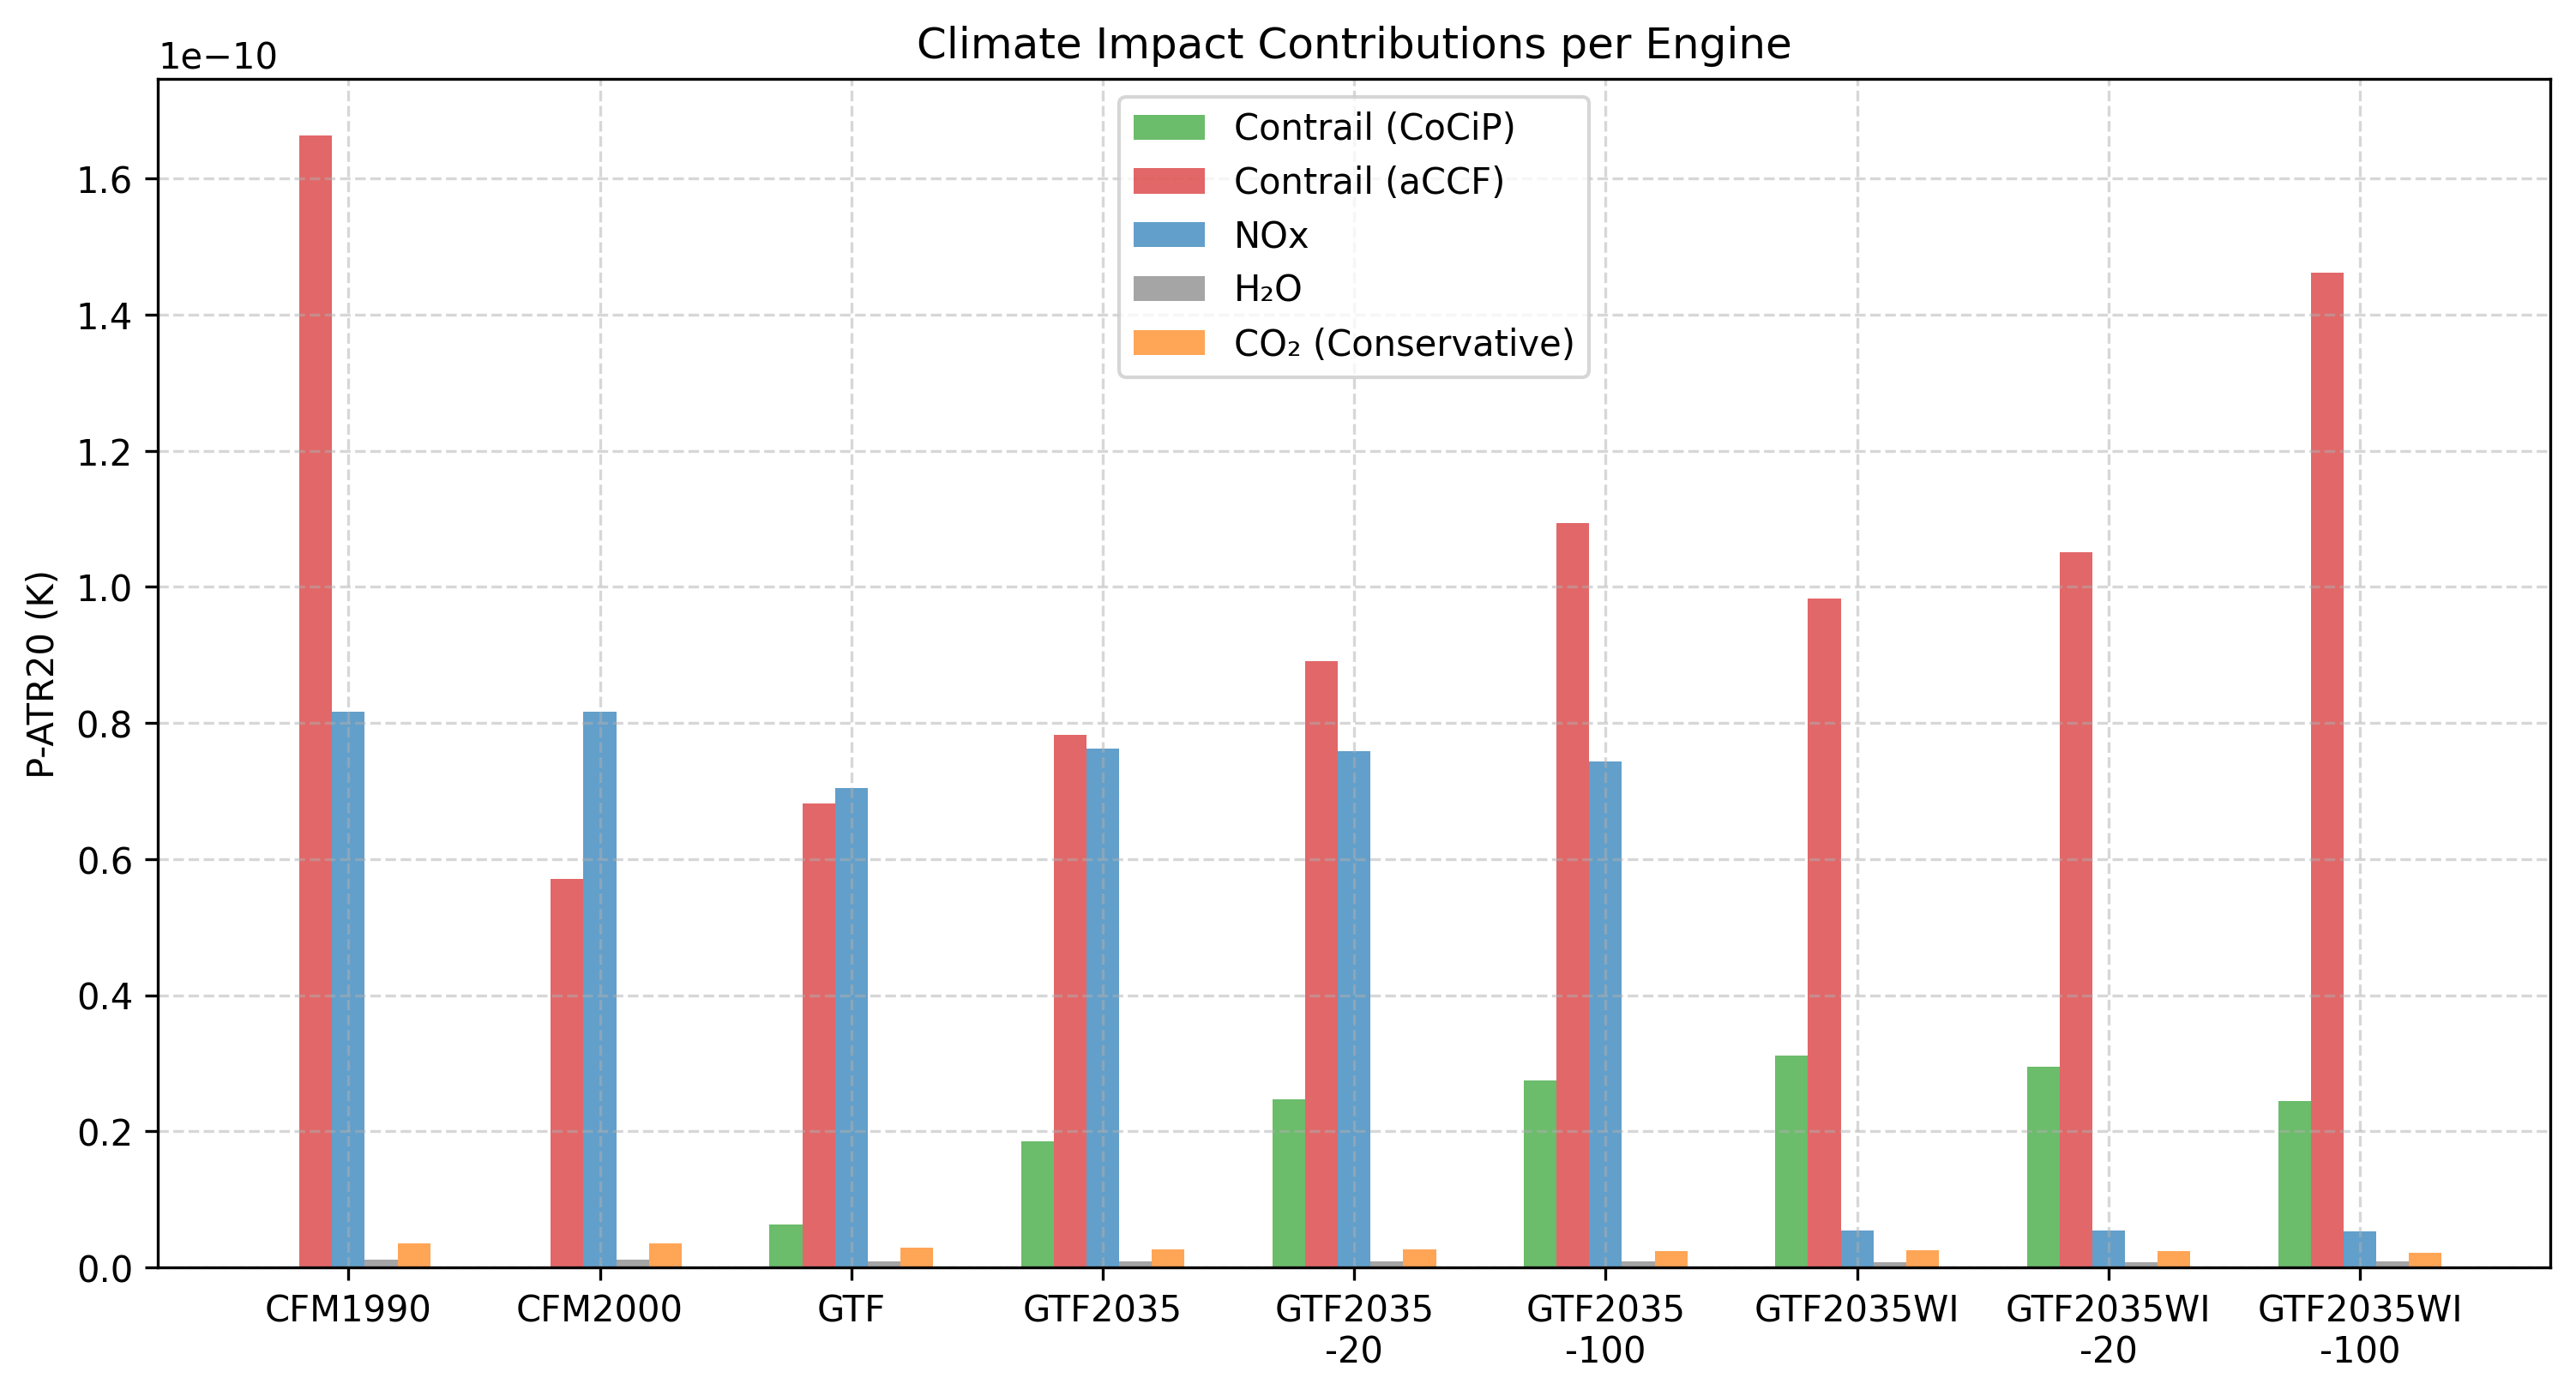 Climate Impact Contributions per Engine
1e−10
Contrail (CoCiP)
Contrail (aCCF)
NOx
H₂O
CO₂ (Conservative)
P-ATR20 (K)
1.6
1.4
1.2
1.0
0.8
0.6
0.4
0.2
0.0
CFM1990
CFM2000
GTF
GTF2035
GTF2035
-20
GTF2035
-100
GTF2035WI
GTF2035WI
-20
GTF2035WI
-100